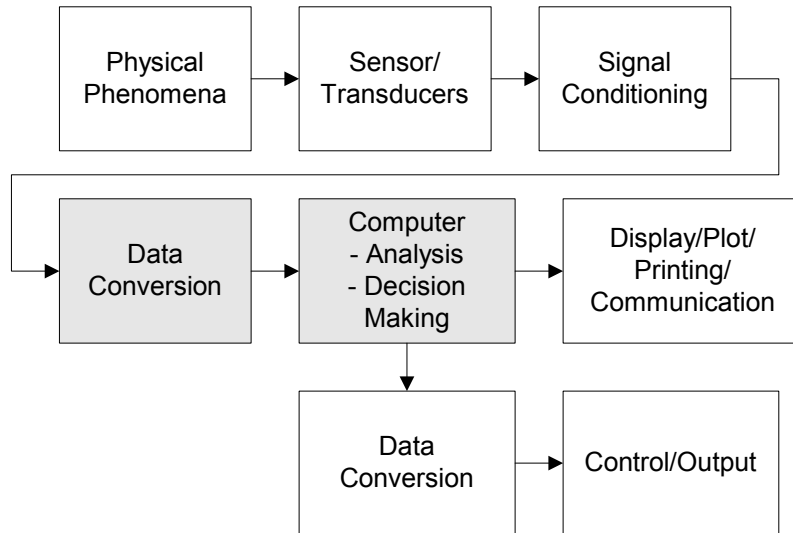 Physical
Phenomena
Sensor/
Transducers
Signal
Conditioning
Data
Conversion
Computer
- Analysis
- Decision
Making
Display/Plot/
Printing/
Communication
Data
Conversion
Control/Output